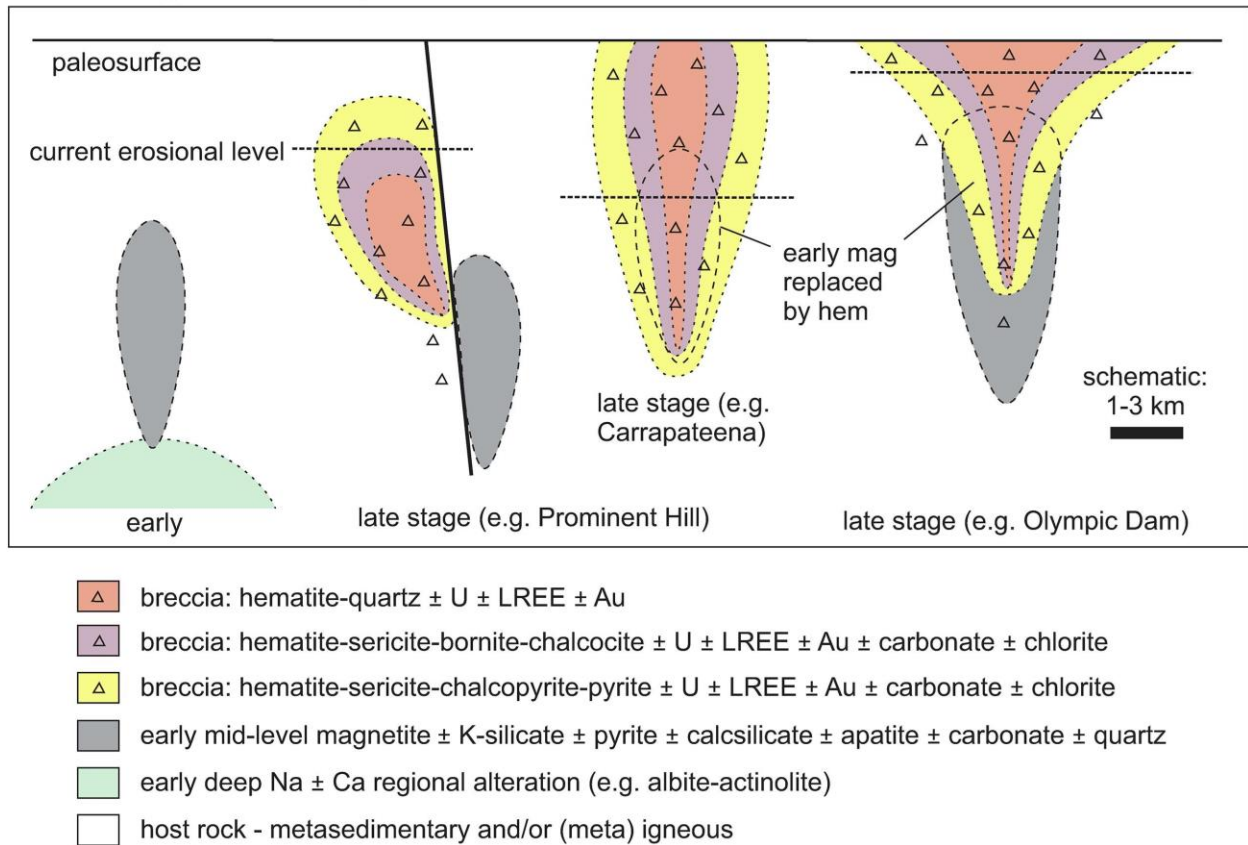 paleosurface
current erosional level
early mag
replaced
by hem
schematic:
1-3 km
late stage (e.g.
Carrapateena)
early
late stage (e.g. Prominent Hill)
late stage (e.g. Olympic Dam)
breccia: hematite-quartz ± U ± LREE ± Au
breccia: hematite-sericite-bornite-chalcocite ± U ± LREE ± Au ± carbonate ± chlorite
breccia: hematite-sericite-chalcopyrite-pyrite ± U ± LREE ± Au ± carbonate ± chlorite
early mid-level magnetite ± K-silicate ± pyrite ± calcsilicate ± apatite ± carbonate ± quartz
early deep Na ± Ca regional alteration (e.g. albite-actinolite)
host rock - metasedimentary and/or (meta) igneous